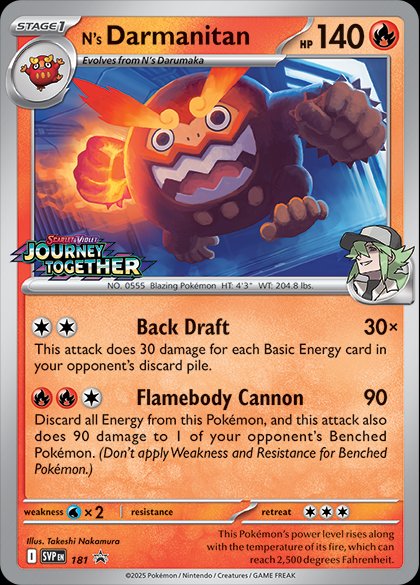 STAGE 1
N's Darmanitan HP 140
Evolves from N's Darumaka
SCARLET & VIOLET
JOURNEY
TOGETHER
NO. 0555 Blazing Pokémon HT: 4'3" WT: 204.8 lbs.
Back Draft 30×
This attack does 30 damage for each Basic Energy card in
your opponent's discard pile.
Flamebody Cannon 90
Discard all Energy from this Pokémon, and this attack also
does 90 damage to 1 of your opponent's Benched
Pokémon. (Don't apply Weakness and Resistance for Benched
Pokémon.)
weakness × 2 resistance retreat
Illus. Takeshi Nakamura
I SVP EN 181
This Pokémon's power level rises along
with the temperature of its fire, which can
reach 2,500 degrees Fahrenheit.
©2025 Pokémon / Nintendo / Creatures / GAME FREAK